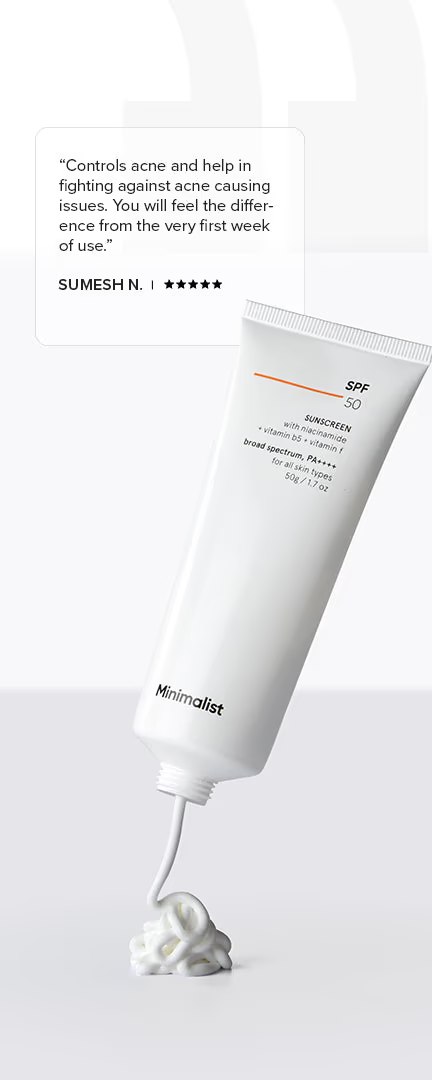 “Controls acne and help in
fighting against acne causing
issues. You will feel the differ-
ence from the very first week
of use.”
SUMESH N. | ★★★★★
SPF
50
SUNSCREEN
with niacinamide
+ vitamin b5 + vitamin f
broad spectrum, PA++++
for all skin types
50g / 1.7 oz
Minimalist